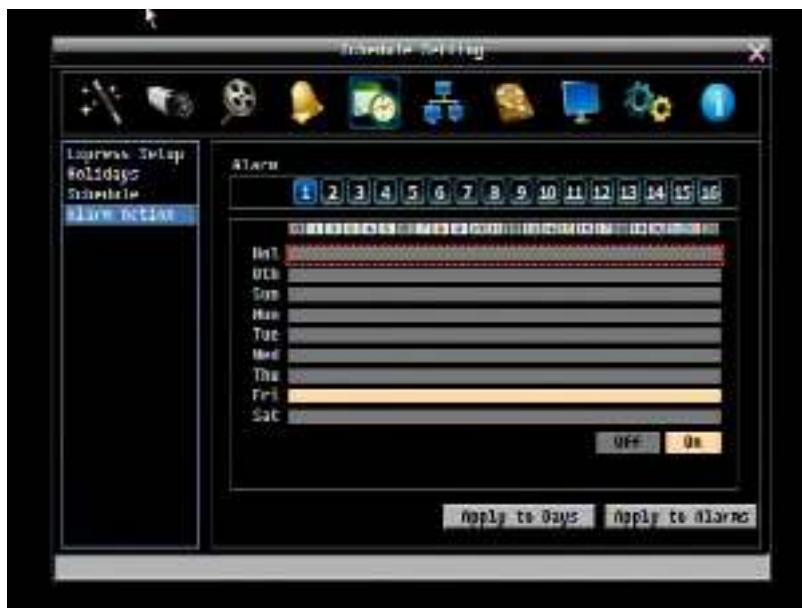 Schedule Setting
Express Setup
Holidays
Schedule
Alarm Action
Alarm
1 2 3 4 5 6 7 8 9 10 11 12 13 14 15 16
Hol
Oth
Sun
Mon
Tue
Wed
Thu
Fri
Sat
Off On
Apply to Days Apply to Alarms